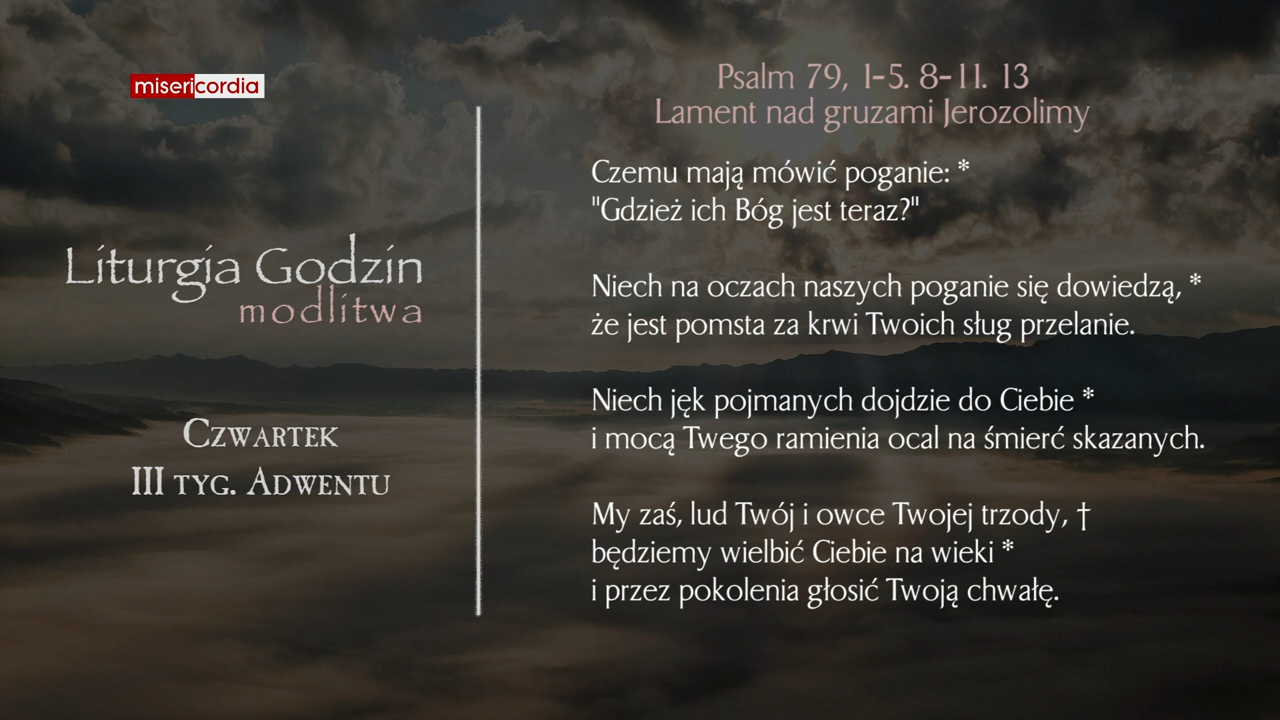 misericordia
Liturgia Godzin
modlitwa
Czwartek
III tyg. Adwentu
Psalm 79, 1-5. 8-11. 13
Lament nad gruzami Jerozolimy
Czemu mają mówić poganie: *
"Gdzież ich Bóg jest teraz?"
Niech na oczach naszych poganie się dowiedzą, *
że jest pomsta za krwi Twoich sług przelanie.
Niech jęk pojmanych dojdzie do Ciebie *
i mocą Twego ramienia ocal na śmierć skazanych.
My zaś, lud Twój i owce Twojej trzody, †
będziemy wielbić Ciebie na wieki *
i przez pokolenia głosić Twoją chwałę.